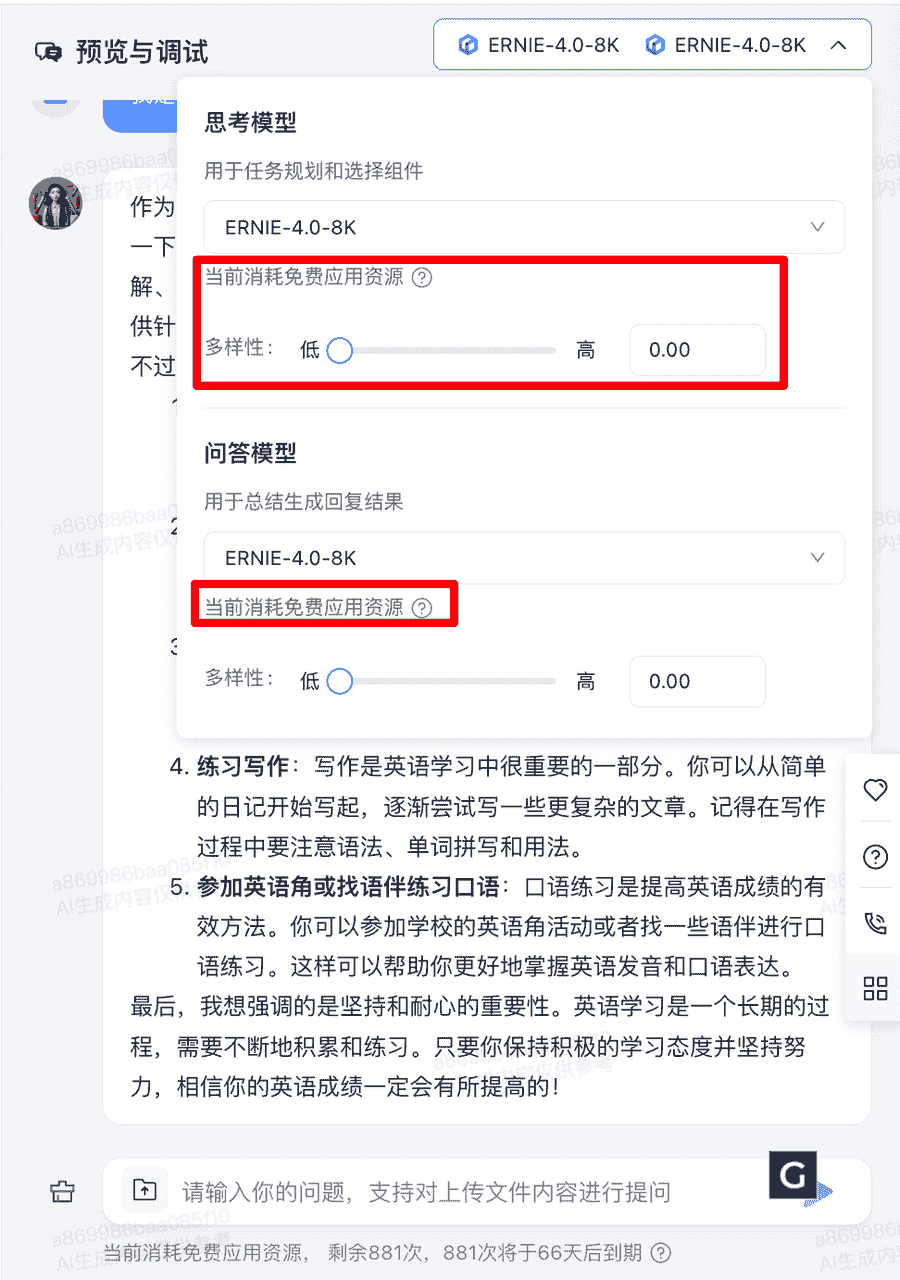 预览与调试
ERNIE-4.0-8K ERNIE-4.0-8K
思考模型
用于任务规划和选择组件
ERNIE-4.0-8K
当前消耗免费应用资源
多样性： 低 高 0.00
问答模型
用于总结生成回复结果
ERNIE-4.0-8K
当前消耗免费应用资源
多样性： 低 高 0.00
作为
一下
解、
供针
不过
4. 练习写作：写作是英语学习中很重要的一部分。你可以从简单
的日记开始写起，逐渐尝试写一些更复杂的文章。记得在写作
过程中要注意语法、单词拼写和用法。
5. 参加英语角或找语伴练习口语：口语练习是提高英语成绩的有
效方法。你可以参加学校的英语角活动或者找一些语伴进行口
语练习。这样可以帮助你更好地掌握英语发音和口语表达。
最后，我想强调的是坚持和耐心的重要性。英语学习是一个长期的过
程，需要不断地积累和练习。只要你保持积极的学习态度并坚持努
力，相信你的英语成绩一定会有所提高的！
请输入你的问题，支持对上传文件内容进行提问
G
当前消耗免费应用资源， 剩余881次，881次将于66天后到期